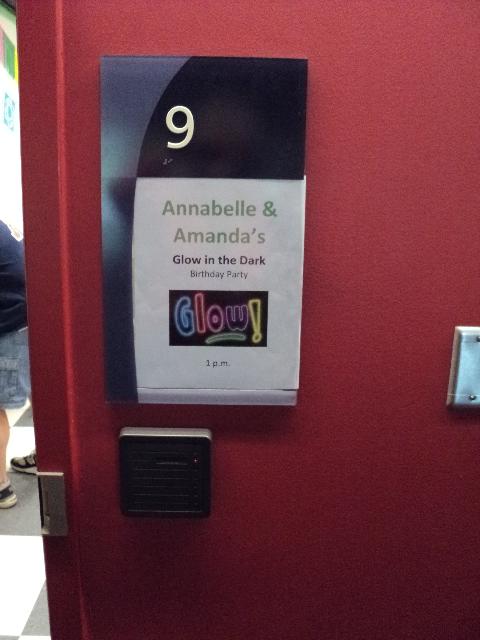 9
Annabelle &
Amanda's
Glow in the Dark
Birthday Party
Glow!
1 p.m.